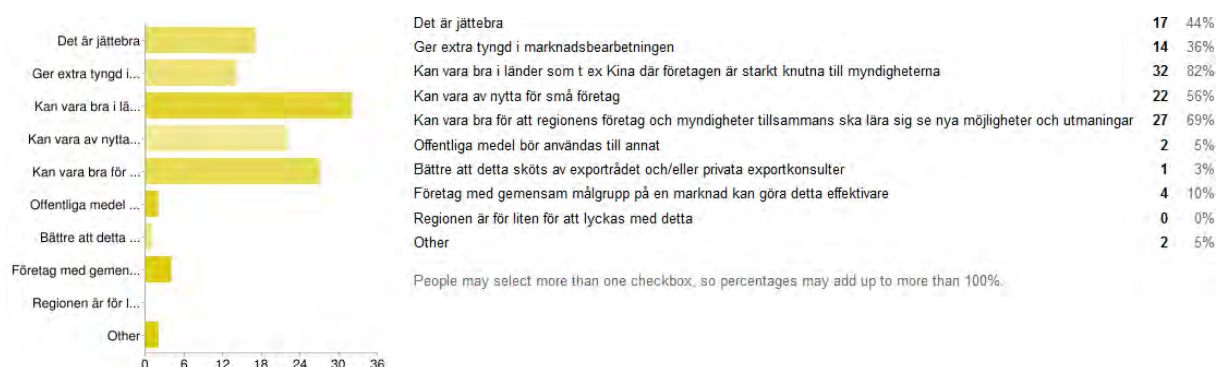 Det är jättebra
Ger extra tyngd i...
Kan vara bra i lä...
Kan vara av nytta...
Kan vara bra för ...
Offentliga medel ...
Bättre att detta ...
Företag med gemen...
Regionen är för l...
Other
0 6 12 18 24 30 36
Det är jättebra 17 44%
Ger extra tyngd i marknadsbearbetningen 14 36%
Kan vara bra i länder som t ex Kina där företagen är starkt knutna till myndigheterna 32 82%
Kan vara av nytta för små företag 22 56%
Kan vara bra för att regionens företag och myndigheter tillsammans ska lära sig se nya möjligheter och utmaningar 27 69%
Offentliga medel bör användas till annat 2 5%
Bättre att detta sköts av exportrådet och/eller privata exportkonsulter 1 3%
Företag med gemensam målgrupp på en marknad kan göra detta effektivare 4 10%
Regionen är för liten för att lyckas med detta 0 0%
Other 2 5%
People may select more than one checkbox, so percentages may add up to more than 100%.